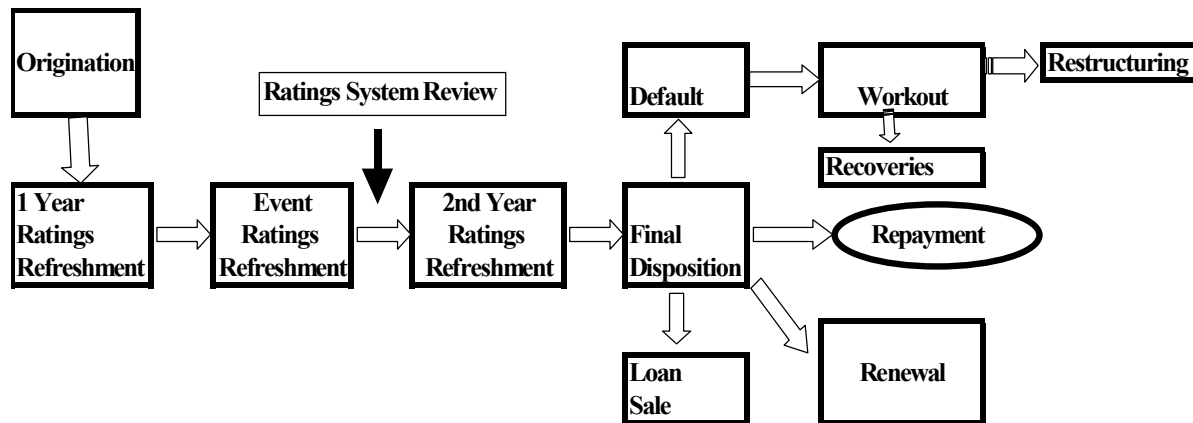 Origination
Ratings System Review
Default
Workout
Restructuring
Recoveries
1 Year
Ratings
Refreshment
Event
Ratings
Refreshment
2nd Year
Ratings
Refreshment
Final
Disposition
Repayment
Loan
Sale
Renewal